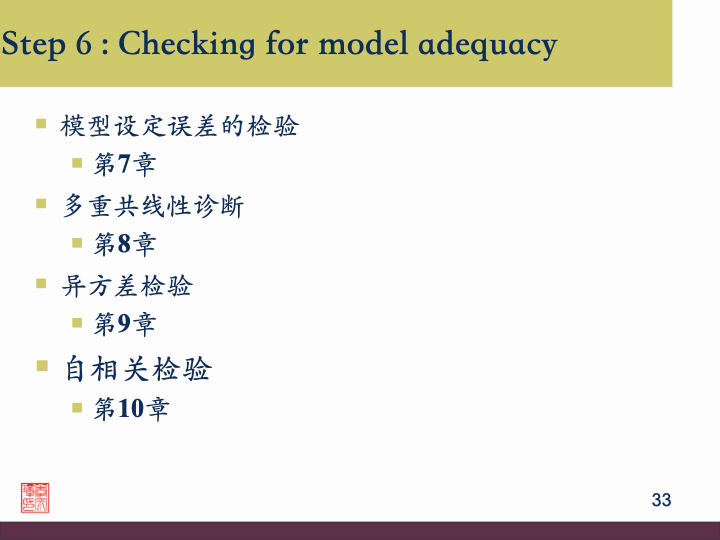 Step 6 : Checking for model adequacy
模型设定误差的检验
第7章
多重共线性诊断
第8章
异方差检验
第9章
自相关检验
第10章
33